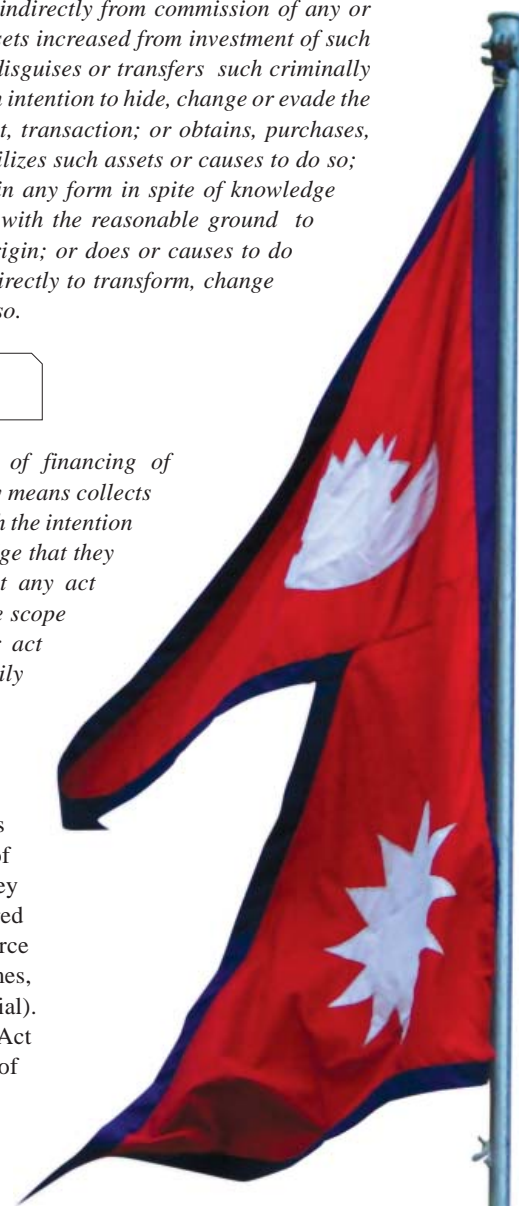 indirectly from commission of any or
sets increased from investment of such
disguises or transfers such criminally
n intention to hide, change or evade the
t, transaction; or obtains, purchases,
ilizes such assets or causes to do so;
in any form in spite of knowledge
with the reasonable ground to
rigin; or does or causes to do
irectly to transform, change
so.
of financing of
y means collects
h the intention
ge that they
t any act
e scope
act
ily
s
of
ey
ed
rce
nes,
ial).
Act
of